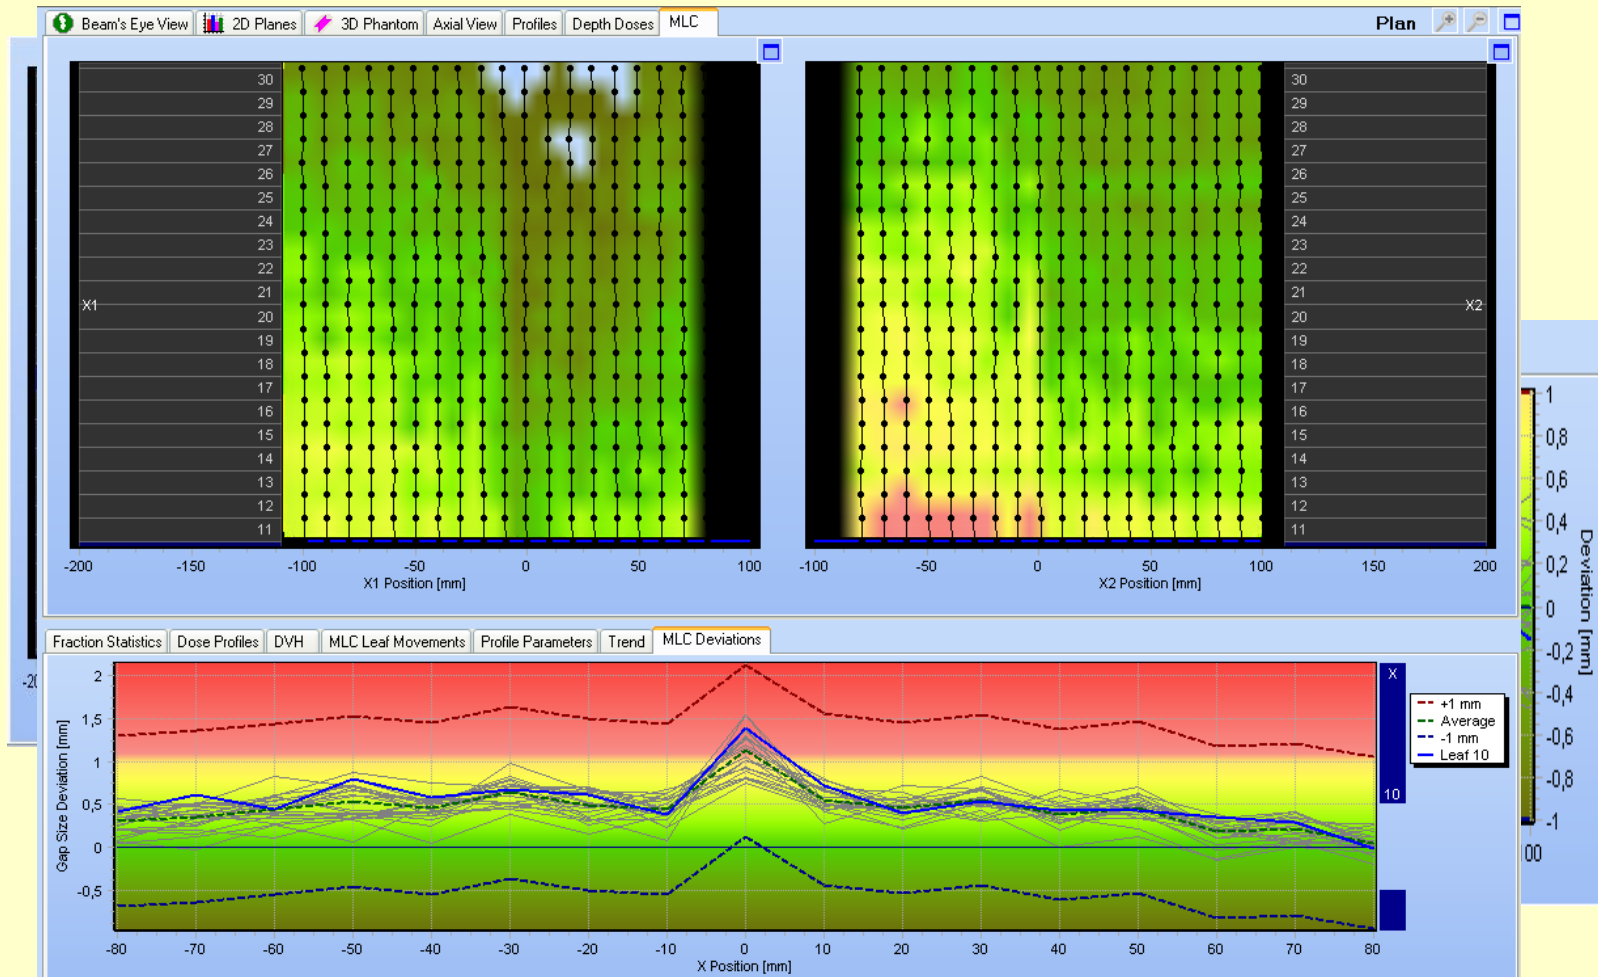 Beam's Eye View 2D Planes 3D Phantom Axial View Profiles Depth Doses MLC Plan
30 30
29 29
28 28
27 27
26 26
25 25
24 24
23 23
22 22
21 21
X1 X2
20 20
19 19
18 18
17 17
16 16
15 15
14 14
13 13
12 12
11 11
-200 -150 -100 -50 0 50 100 -100 -50 0 50 100 150 200
X1 Position [mm] X2 Position [mm]
1
0,8
0,6
0,4
0,2
0
-0,2
-0,4
-0,6
-0,8
-1
Deviation [mm]
00
-20
Fraction Statistics Dose Profiles DVH MLC Leaf Movements Profile Parameters Trend MLC Deviations
2
1,5
1
0,5
0
-0,5
Gap Size Deviation [mm]
X
10
+1 mm
Average
-1 mm
Leaf 10
-80 -70 -60 -50 -40 -30 -20 -10 0 10 20 30 40 50 60 70 80
X Position [mm]